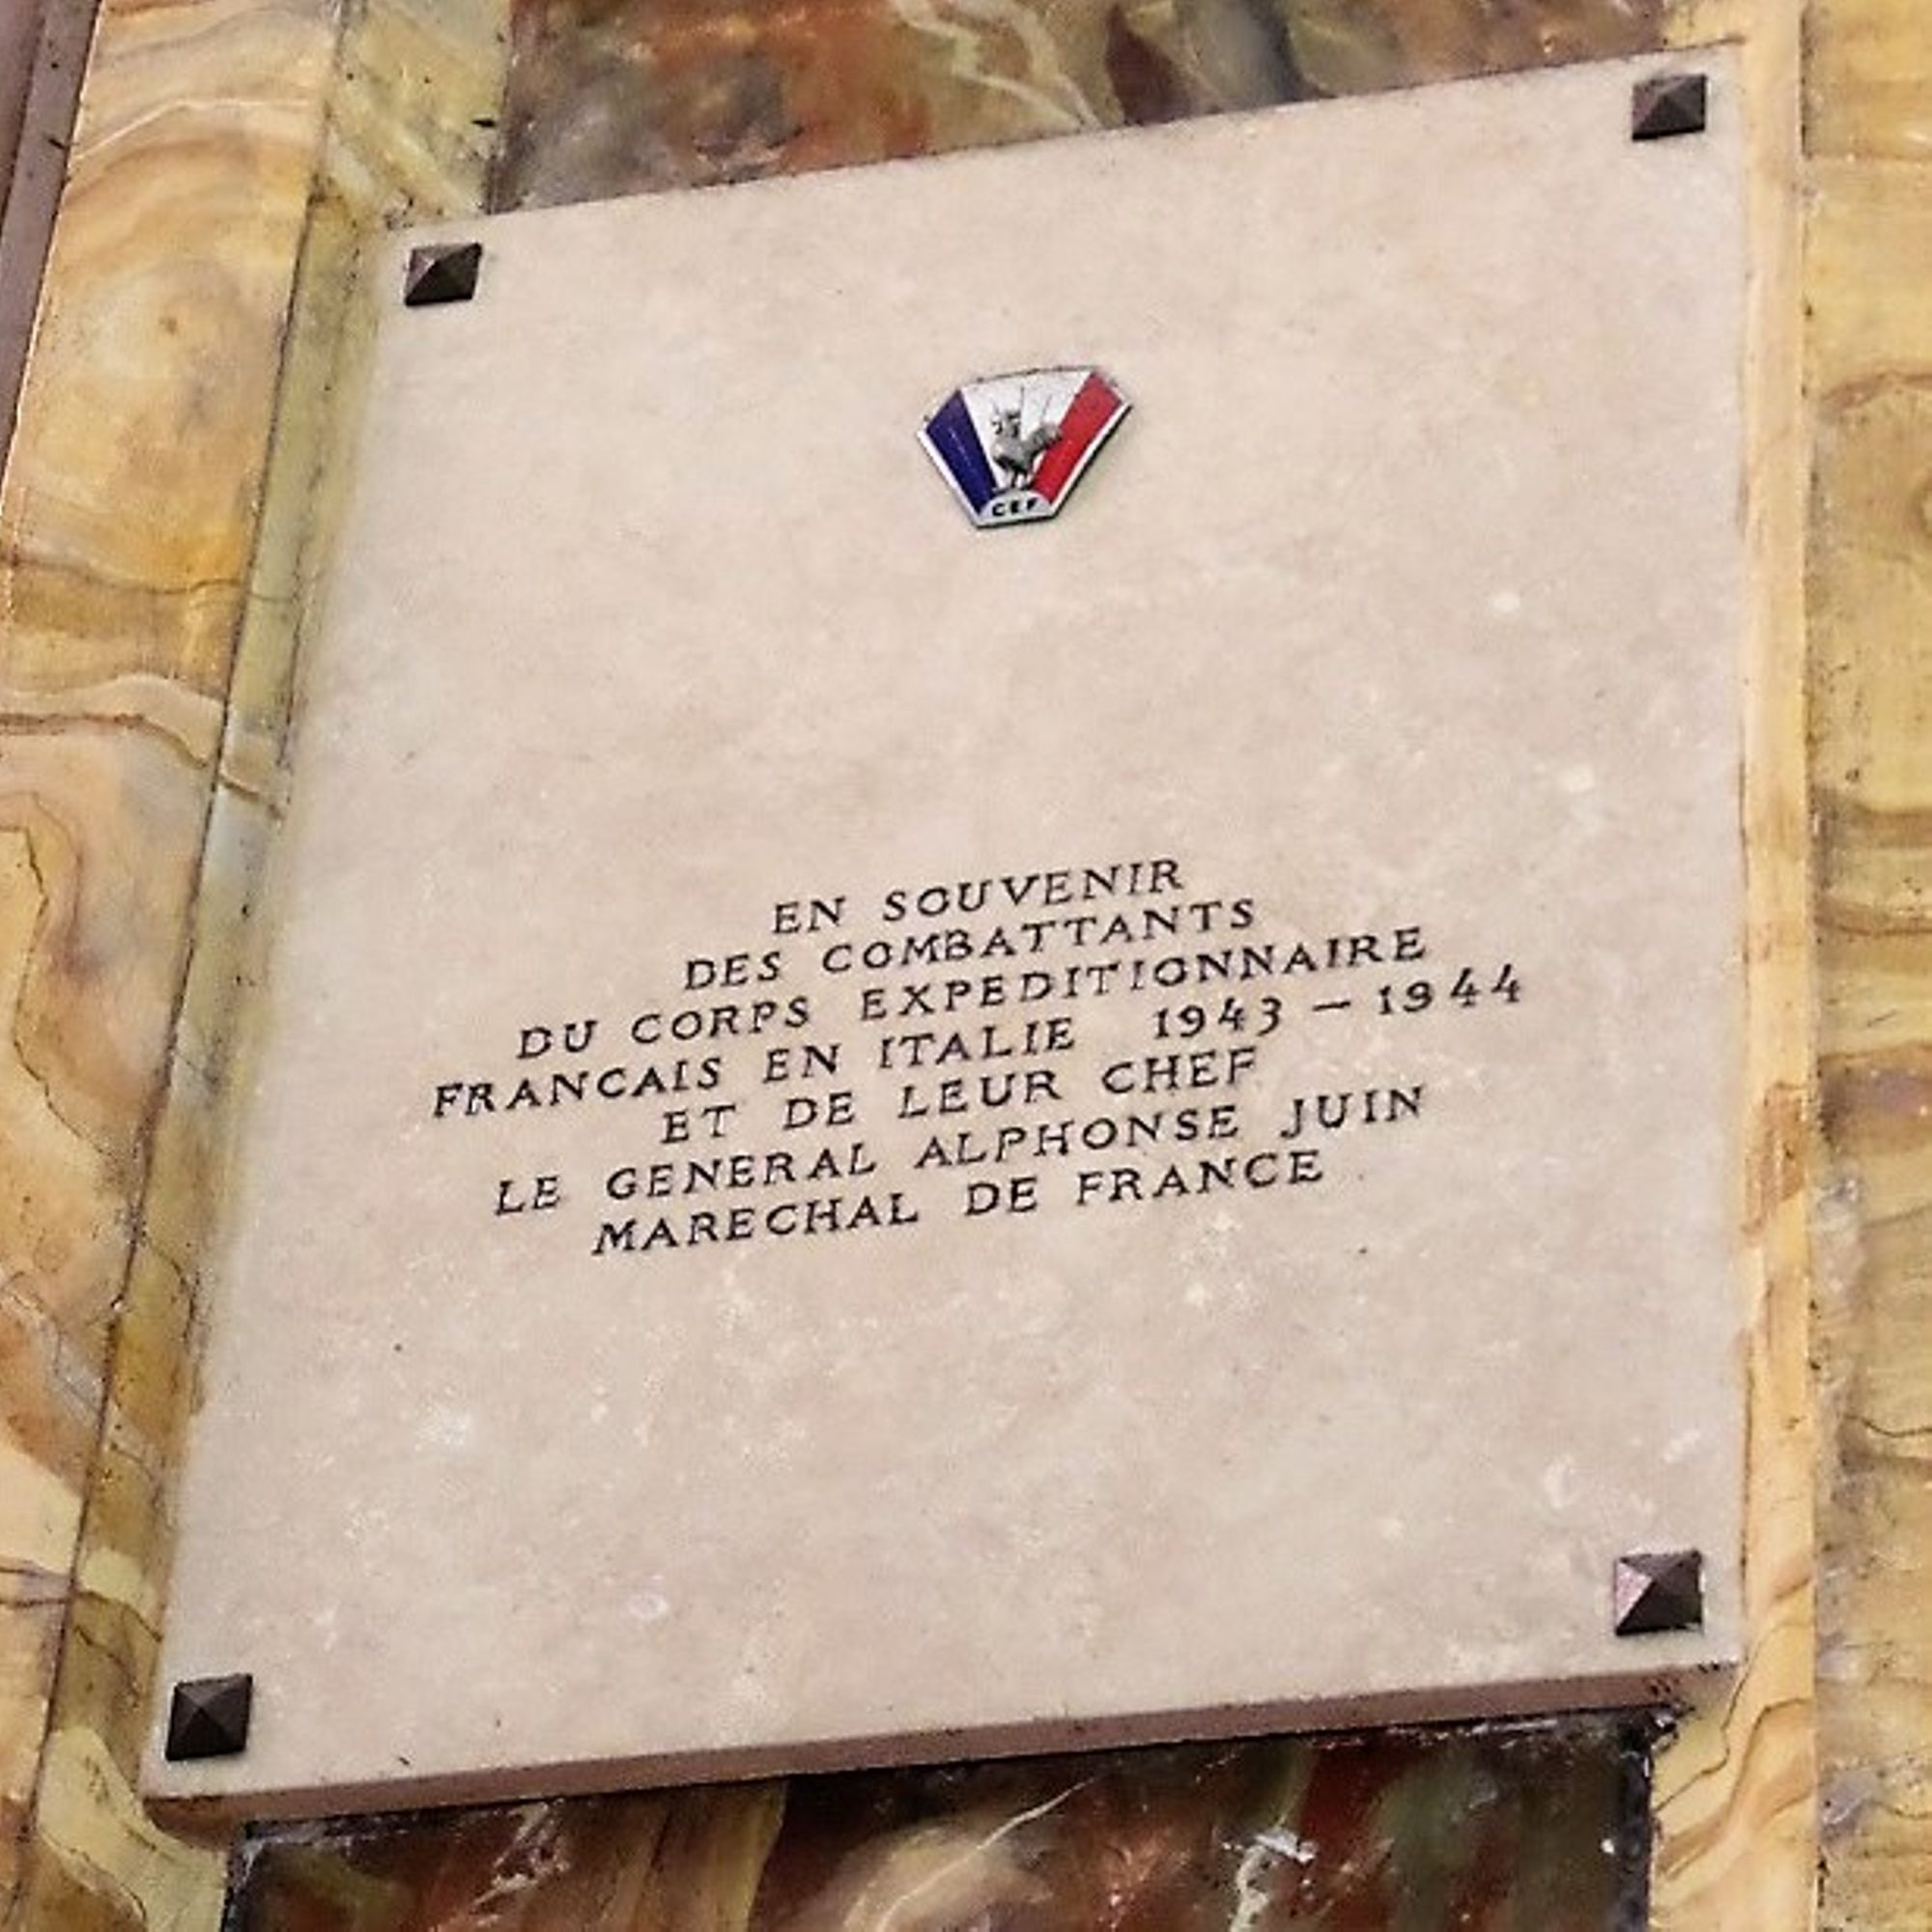 CEF
EN SOUVENIR
DES COMBATTANTS
DU CORPS EXPEDITIONNAIRE
FRANCAIS EN ITALIE 1943 – 1944
ET DE LEUR CHEF
LE GENERAL ALPHONSE JUIN
MARECHAL DE FRANCE